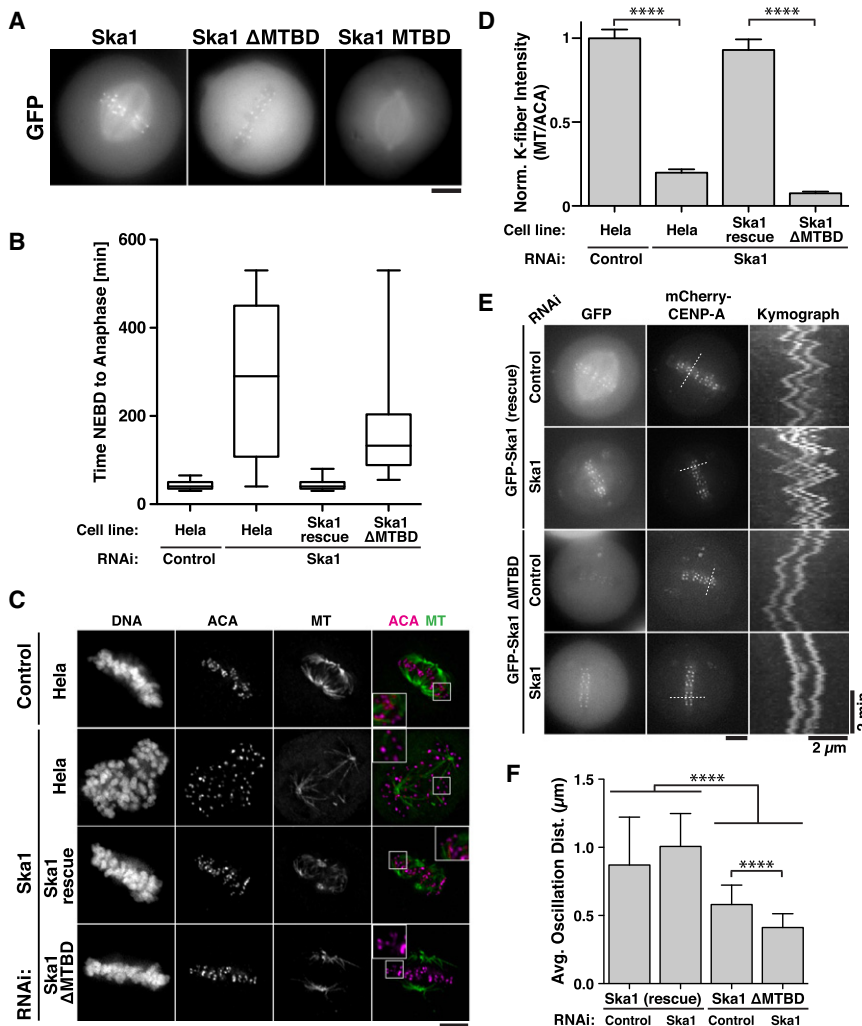 A
Ska1
Ska1 ΔMTBD
Ska1 MTBD
GFP
B
Time NEBD to Anaphase [min]
600
400
200
0
Cell line:
Hela
Hela
Ska1 rescue
Ska1 ΔMTBD
RNAi:
Control
Ska1
C
DNA
ACA
MT
ACA MT
Control
Hela
Hela
Ska1 rescue
Ska1 ΔMTBD
Ska1
RNAi:
D
Norm. K-fiber Intensity
(MT/ACA)
1
0.5
0
****
****
Cell line:
Hela
Hela
Ska1 rescue
Ska1 ΔMTBD
RNAi:
Control
Ska1
E
RNAi
GFP
mCherry-
CENP-A
Kymograph
GFP-Ska1 (rescue)
Control
Ska1
GFP-Ska1 ΔMTBD
Control
Ska1
2 min
2 µm
F
Avg. Oscillation Dist. (µm)
1.5
1.0
0.5
0.0
****
****
Ska1 (rescue)
Ska1 ΔMTBD
RNAi:
Control
Ska1
Control
Ska1